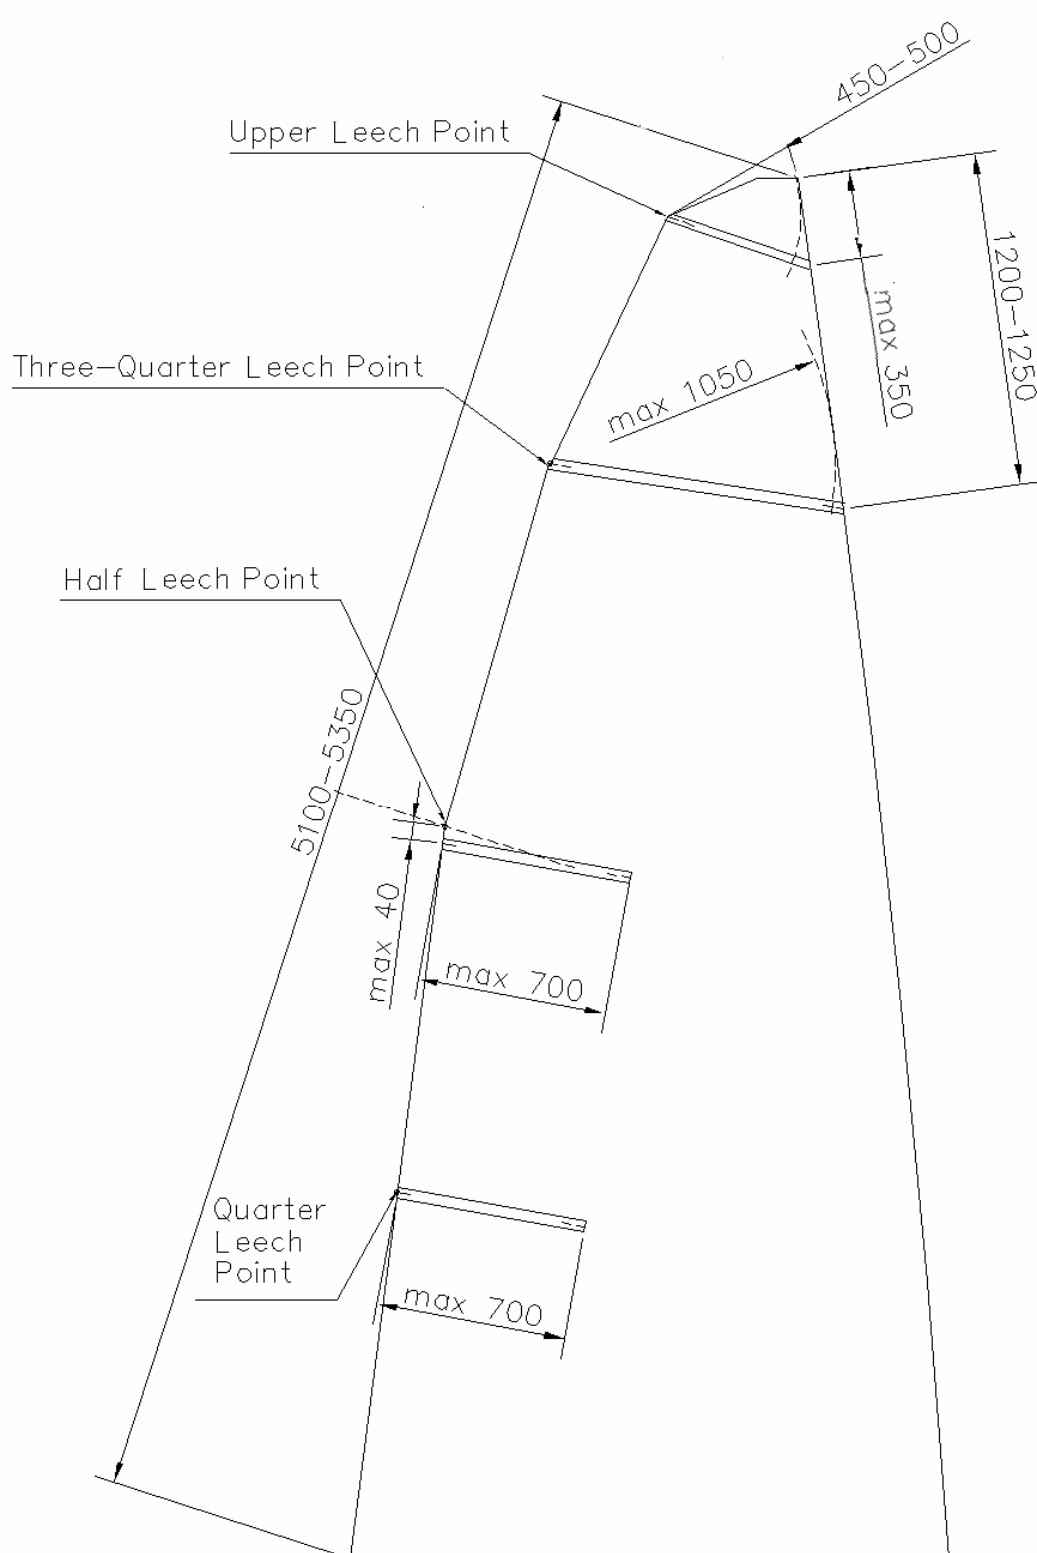 450-500
Upper Leech Point
1200-1250
max 350
Three-Quarter Leech Point
max 1050
Half Leech Point
5100-5350
max 40
max 700
Quarter
Leech
Point
max 700